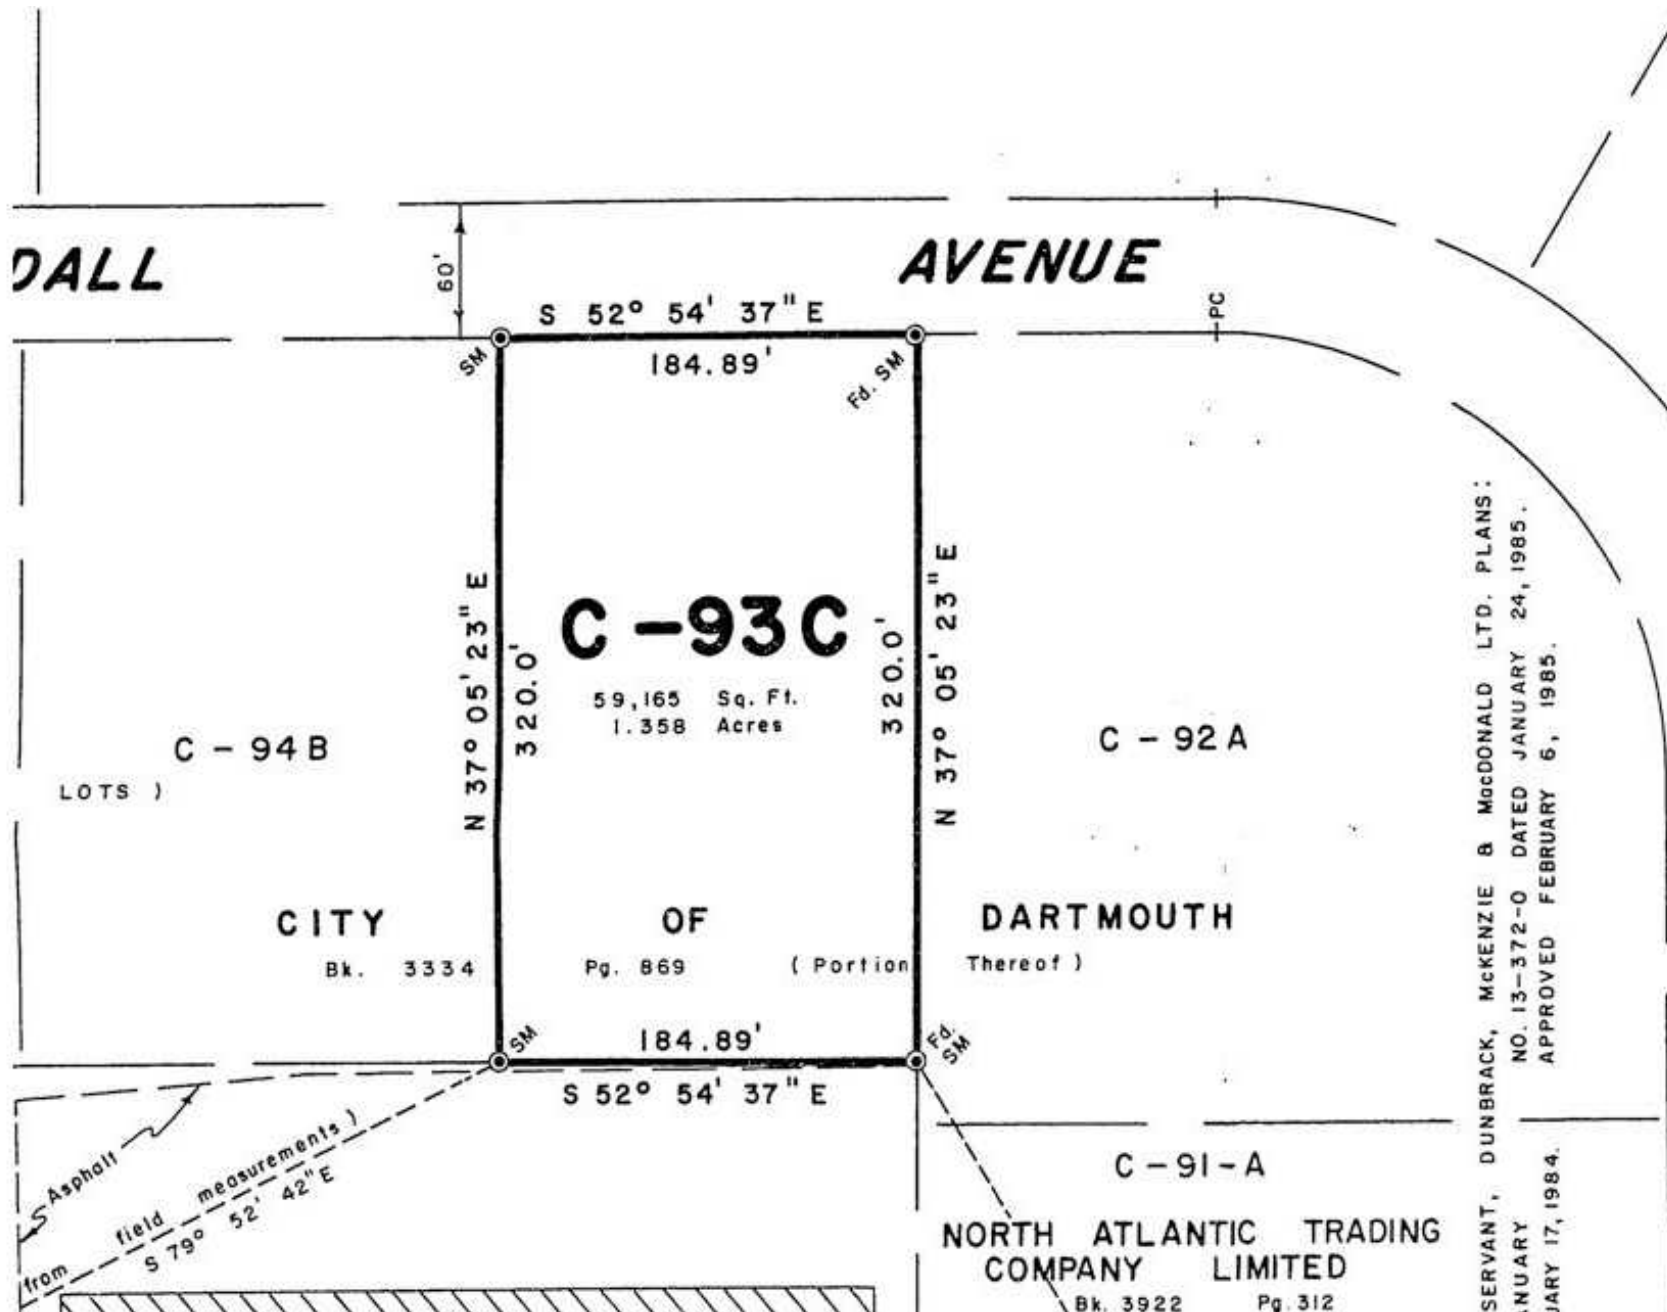 DALL AVENUE
60'
PC
S 52° 54' 37" E
184.89'
SM
Fd. SM
N 37° 05' 23" E
320.0'
C-93C
59,165 Sq. Ft.
1.358 Acres
320.0'
N 37° 05' 23" E
C-94B
LOTS )
C-92A
CITY OF DARTMOUTH
Bk. 3334 Pg. 869 (Portion Thereof)
SM
184.89'
Fd. SM
S 52° 54' 37" E
Asphalt
from field measurements)
S 79° 52' 42" E
C-91-A
NORTH ATLANTIC TRADING
COMPANY LIMITED
Bk. 3922 Pg. 312
SERVANT, DUNBRACK, McKENZIE & MacDONALD LTD. PLANS:
NUARY NO. 13-372-0 DATED JANUARY 24, 1985.
ARY 17, 1984. APPROVED FEBRUARY 6, 1985.